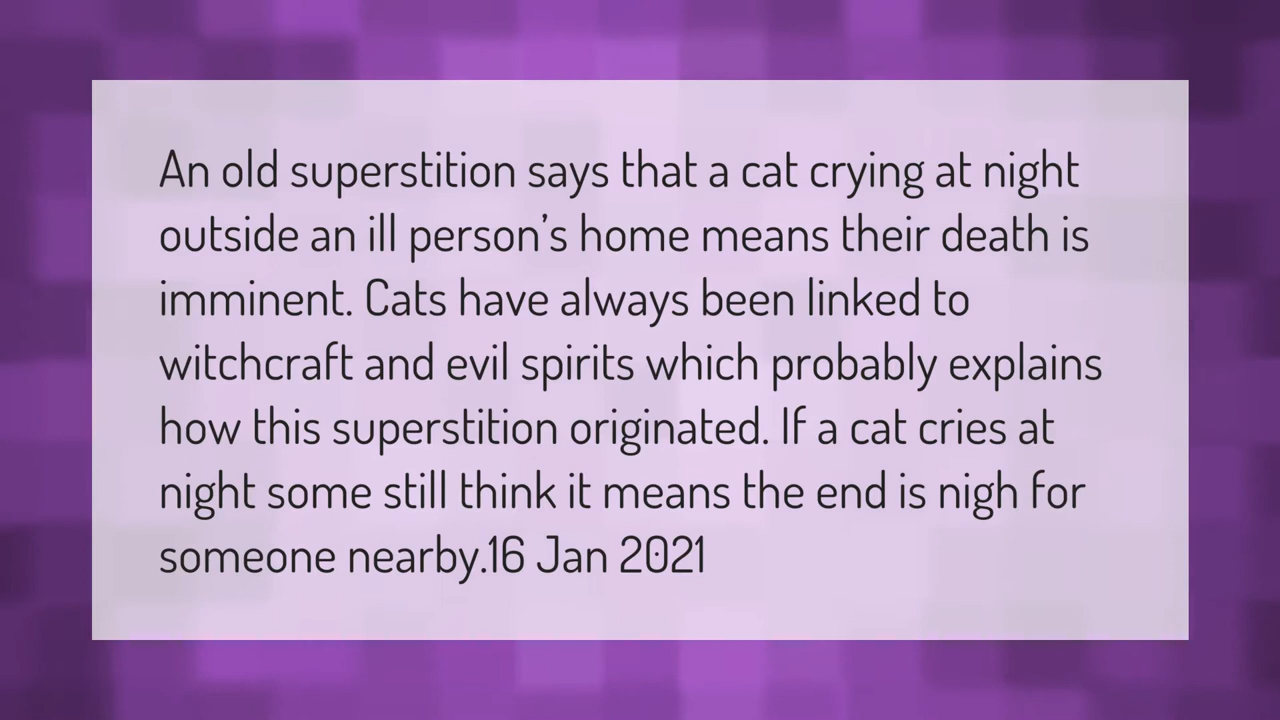 An old superstition says that a cat crying at night
outside an ill person’s home means their death is
imminent. Cats have always been linked to
witchcraft and evil spirits which probably explains
how this superstition originated. If a cat cries at
night some still think it means the end is nigh for
someone nearby.16 Jan 2021